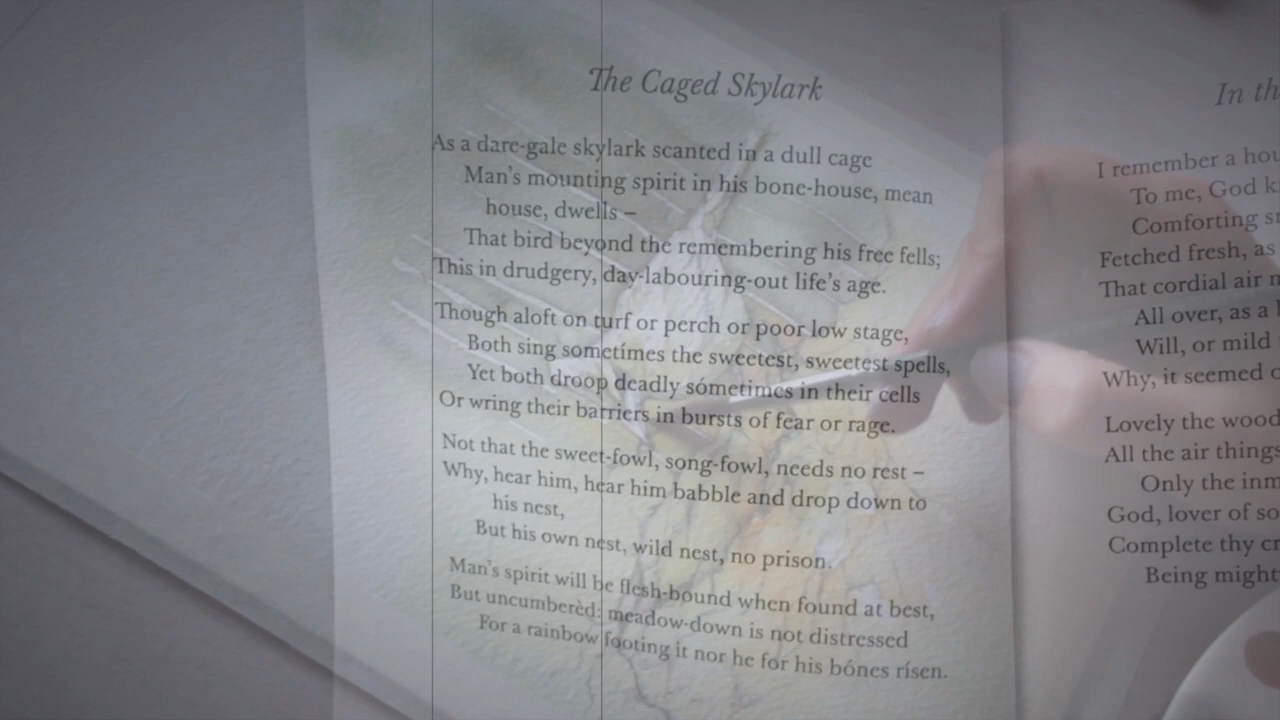 The Caged Skylark
As a dare-gale skylark scanted in a dull cage
Man's mounting spirit in his bone-house, mean
house, dwells –
That bird beyond the remembering his free fells;
This in drudgery, day-labouring-out life's age.
Though aloft on turf or perch or poor low stage,
Both sing sometímes the sweetest, sweetest spells,
Yet both droop deadly sómetimes in their cells
Or wring their barriers in bursts of fear or rage.
Not that the sweet-fowl, song-fowl, needs no rest –
Why, hear him, hear him babble and drop down to
his nest,
But his own nest, wild nest, no prison.
Man's spirit will be flesh-bound when found at best,
But uncumberèd: meadow-down is not distressed
For a rainbow footing it nor he for his bónes rísen.
In th
I remember a hou
To me, God k
Comforting sm
Fetched fresh, as
That cordial air m
All over, as a b
Will, or mild
Why, it seemed o
Lovely the wood
All the air things
Only the inm
God, lover of so
Complete thy cr
Being might